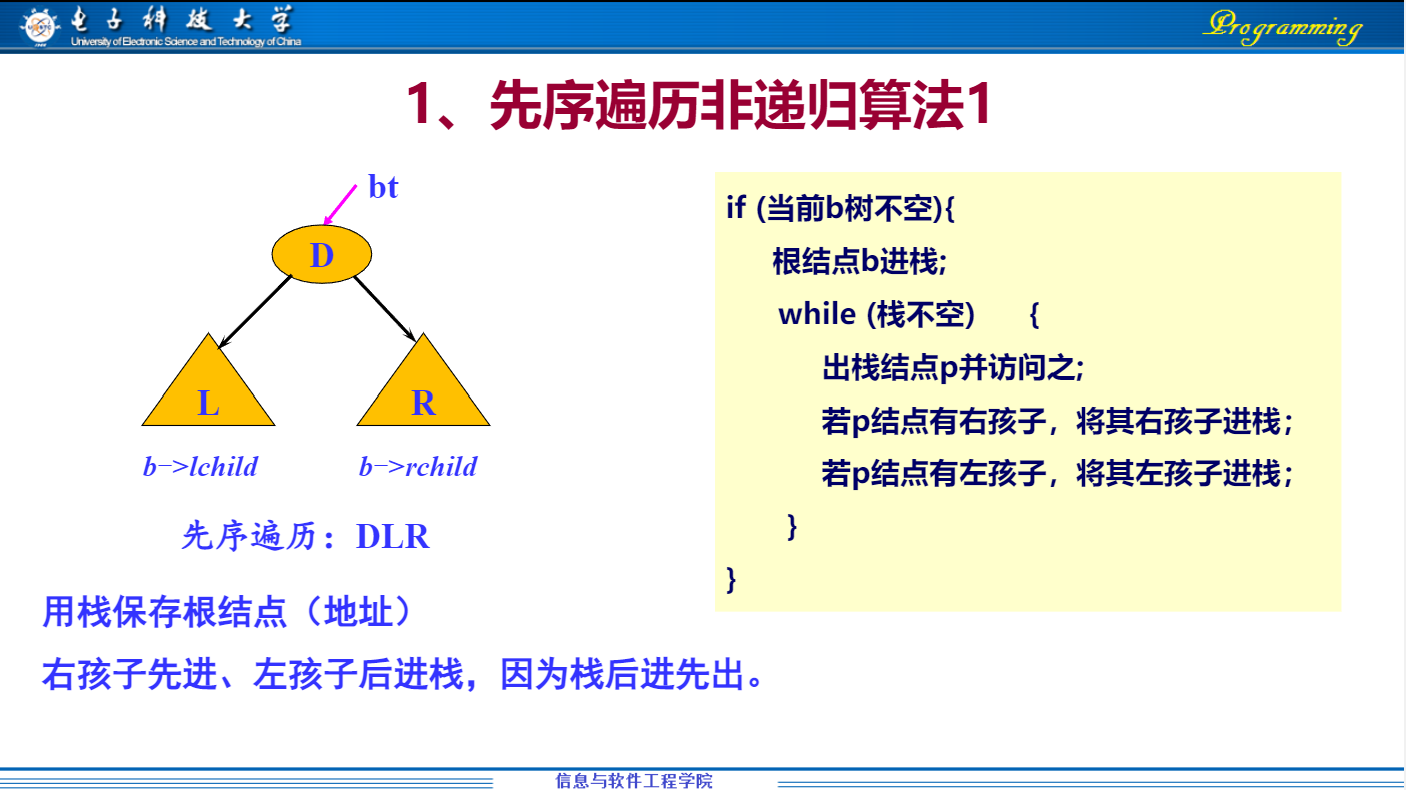 电子科技大学
University of Electronic Science and Technology of China
Programming
1、先序遍历非递归算法1
bt
D
L
R
b->lchild
b->rchild
先序遍历：DLR
用栈保存根结点（地址）
右孩子先进、左孩子后进栈，因为栈后进先出。
if (当前b树不空){
根结点b进栈;
while (栈不空) {
出栈结点p并访问之;
若p结点有右孩子，将其右孩子进栈；
若p结点有左孩子，将其左孩子进栈；
}
}
信息与软件工程学院